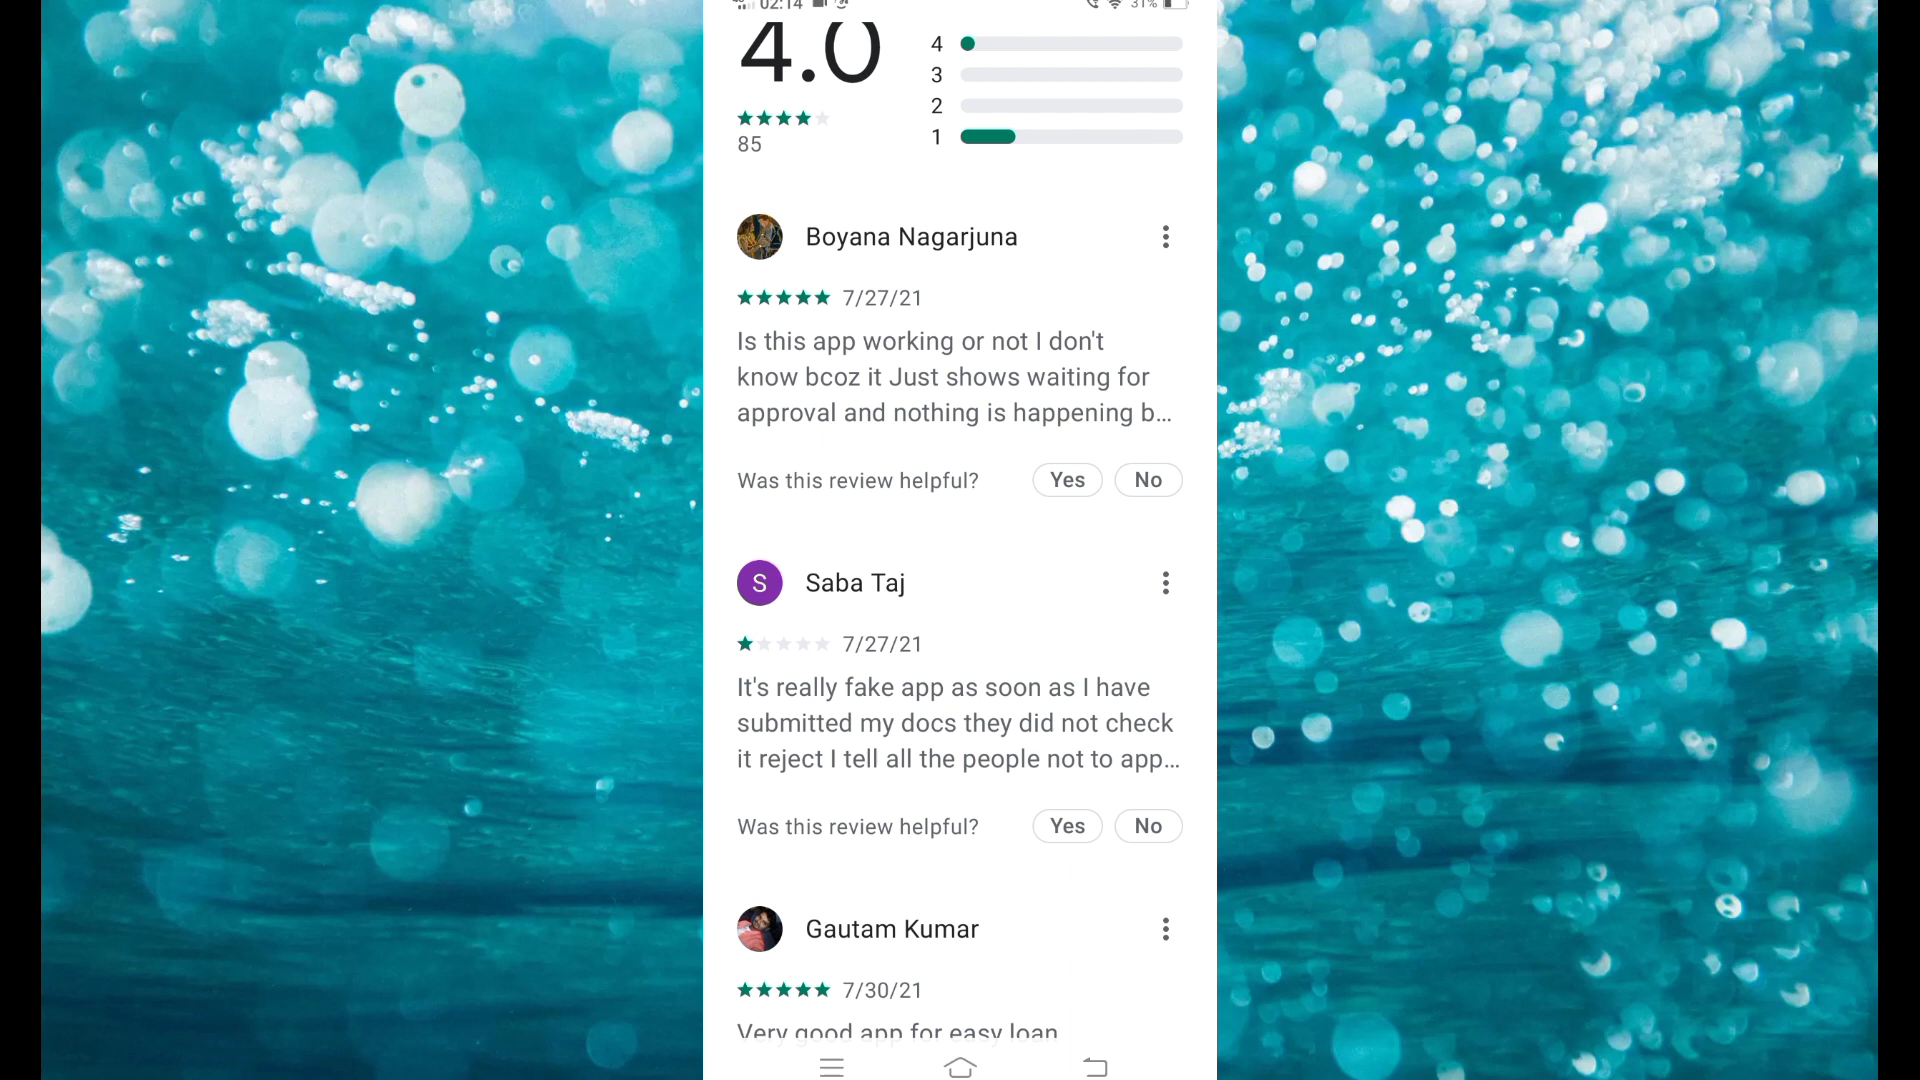 02:14 31%
4.0
4
3
2
1
85
Boyana Nagarjuna
7/27/21
Is this app working or not I don't
know bcoz it Just shows waiting for
approval and nothing is happening b...
Was this review helpful? Yes No
S Saba Taj
7/27/21
It's really fake app as soon as I have
submitted my docs they did not check
it reject I tell all the people not to app...
Was this review helpful? Yes No
Gautam Kumar
7/30/21
Very good app for easy loan